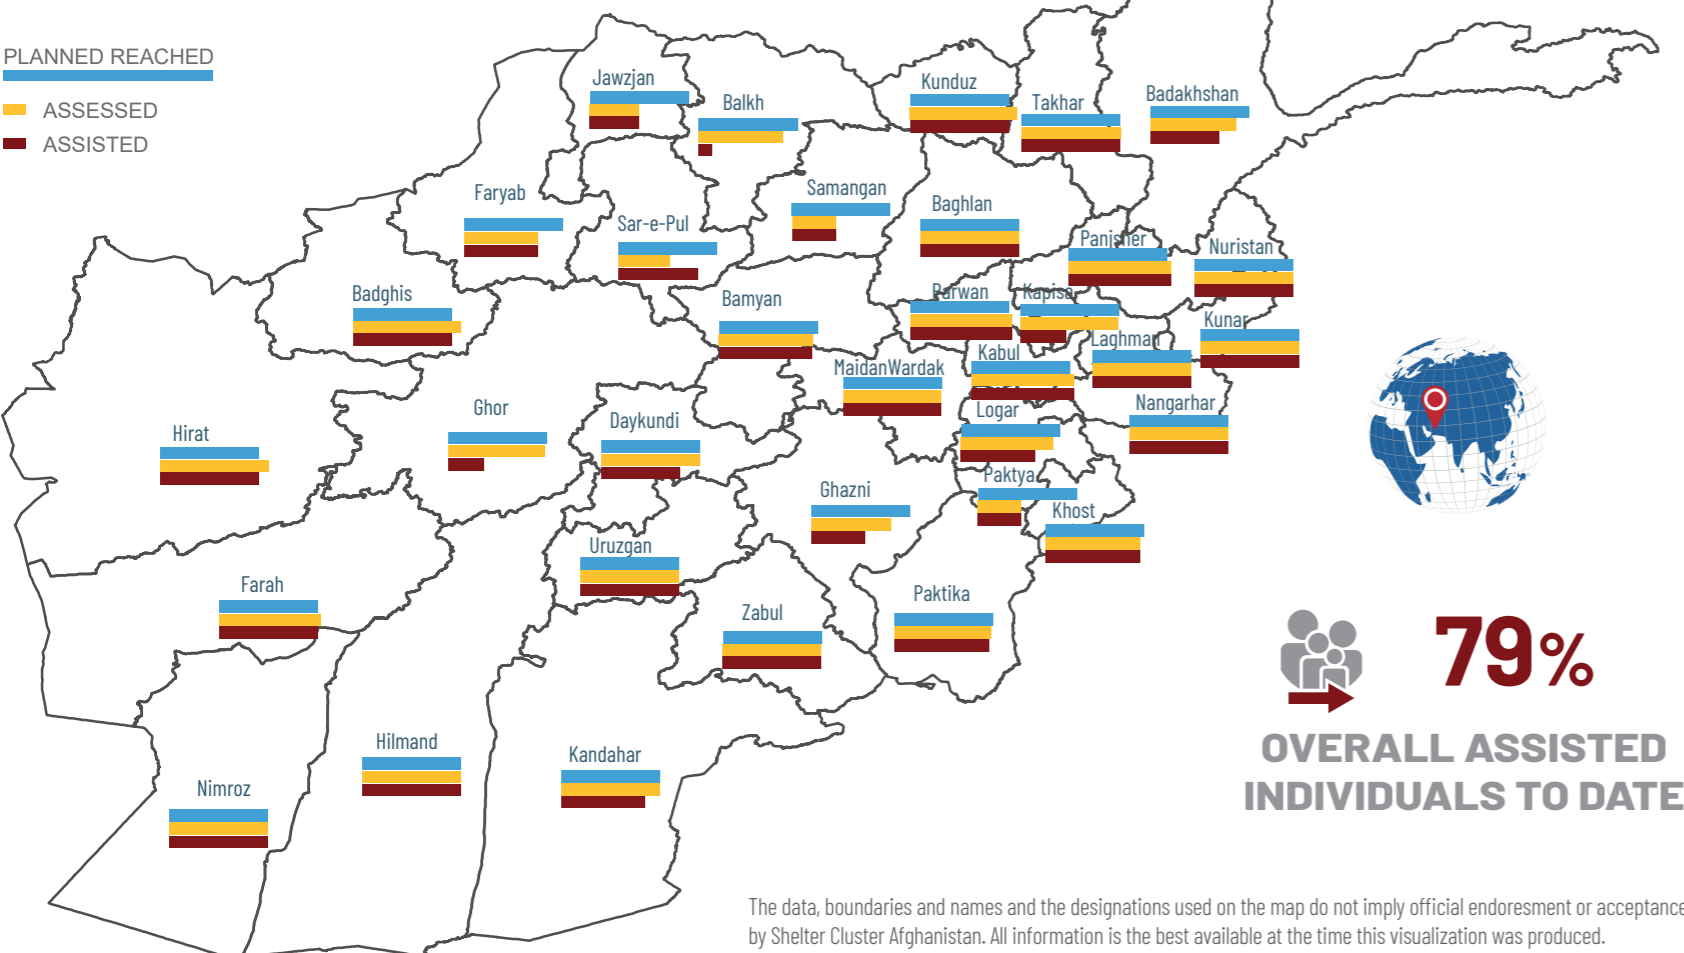 PLANNED REACHED
ASSESSED
ASSISTED
Jawzjan
Balkh
Kunduz
Takhar
Badakhshan
Faryab
Sar-e-Pul
Samangan
Baghlan
Panjsher
Nuristan
Badghis
Bamyan
Parwan
Kapisa
Kunar
Laghman
MaidanWardak
Kabul
Hirat
Ghor
Daykundi
Logar
Nangarhar
Ghazni
Paktya
Khost
Uruzgan
Farah
Zabul
Paktika
Hilmand
Kandahar
Nimroz
79%
OVERALL ASSISTED
INDIVIDUALS TO DATE
The data, boundaries and names and the designations used on the map do not imply official endoresment or acceptance
by Shelter Cluster Afghanistan. All information is the best available at the time this visualization was produced.